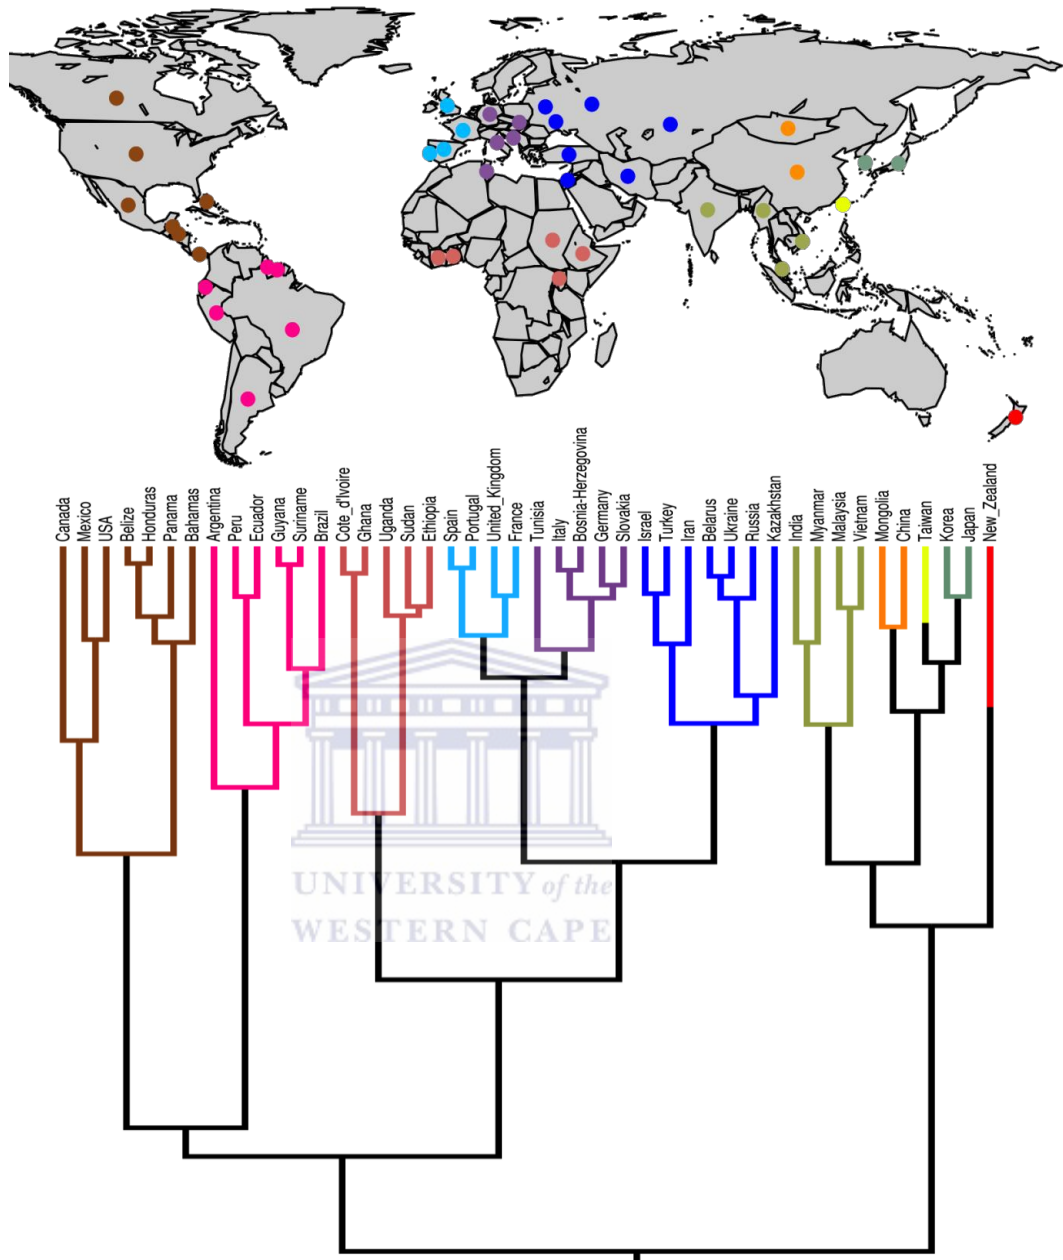 Canada
Mexico
USA
Belize
Honduras
Panama
Bahamas
Argentina
Peru
Ecuador
Guyana
Suriname
Brazil
Cote_d'Ivoire
Ghana
Uganda
Sudan
Ethiopia
Spain
Portugal
United_Kingdom
France
Tunisia
Italy
Bosnia-Herzegovina
Germany
Slovakia
Israel
Turkey
Iran
Belarus
Ukraine
Russia
Kazakhstan
India
Myanmar
Malaysia
Vietnam
Mongolia
China
Taiwan
Korea
Japan
New_Zealand
UNIVERSITY of the
WESTERN CAPE